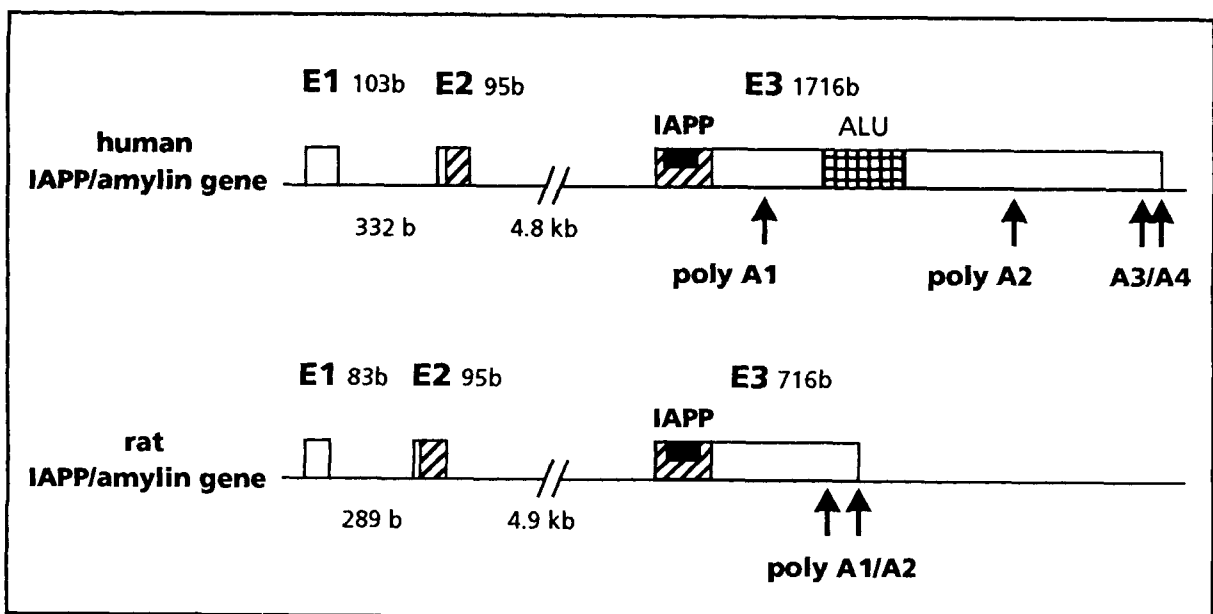 E1 103b E2 95b E3 1716b
IAPP ALU
human
IAPP/amylin gene
332 b 4.8 kb
poly A1 poly A2 A3/A4
E1 83b E2 95b E3 716b
IAPP
rat
IAPP/amylin gene
289 b 4.9 kb
poly A1/A2